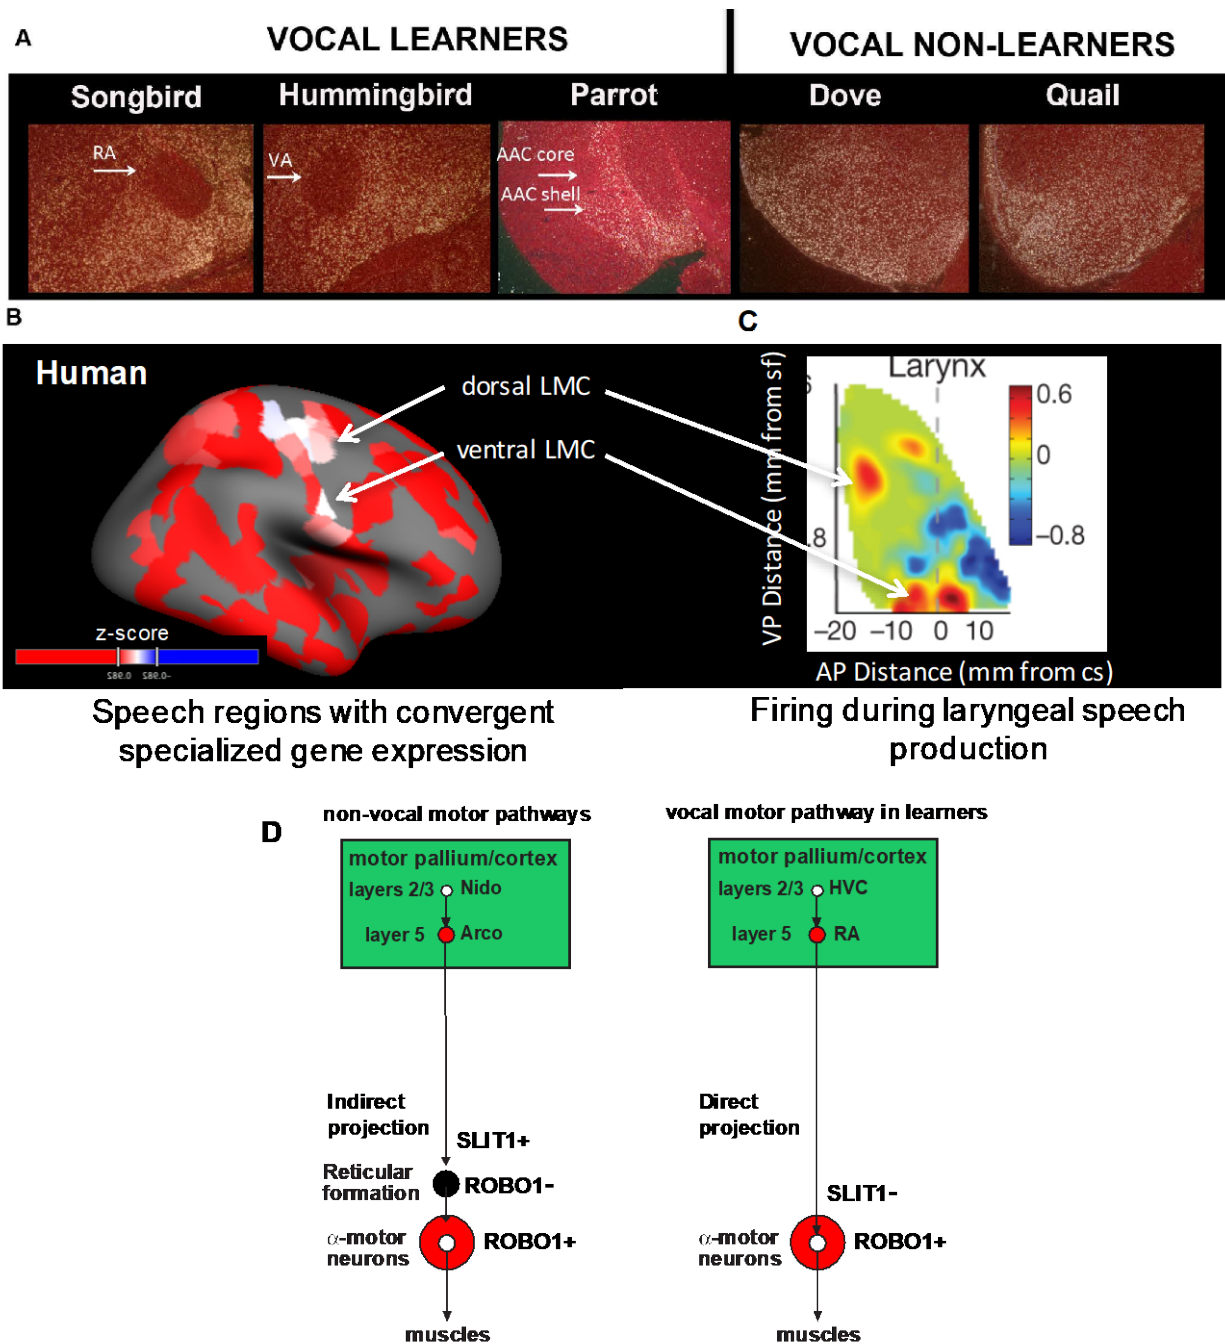 A
VOCAL LEARNERS
VOCAL NON-LEARNERS
Songbird
Hummingbird
Parrot
Dove
Quail
RA
VA
AAC core
AAC shell
B
C
Human
dorsal LMC
ventral LMC
z-score
0.982
-0.982
Larynx
VP Distance (mm from sf)
6
.8
0.6
0
−0.8
−20 −10 0 10
AP Distance (mm from cs)
Speech regions with convergent
specialized gene expression
Firing during laryngeal speech
production
D
non-vocal motor pathways
motor pallium/cortex
layers 2/3 Nido
layer 5 Arco
Indirect
projection
SLIT1+
Reticular
formation
ROBO1-
α-motor
neurons
ROBO1+
muscles
vocal motor pathway in learners
motor pallium/cortex
layers 2/3 HVC
layer 5 RA
Direct
projection
SLIT1-
α-motor
neurons
ROBO1+
muscles